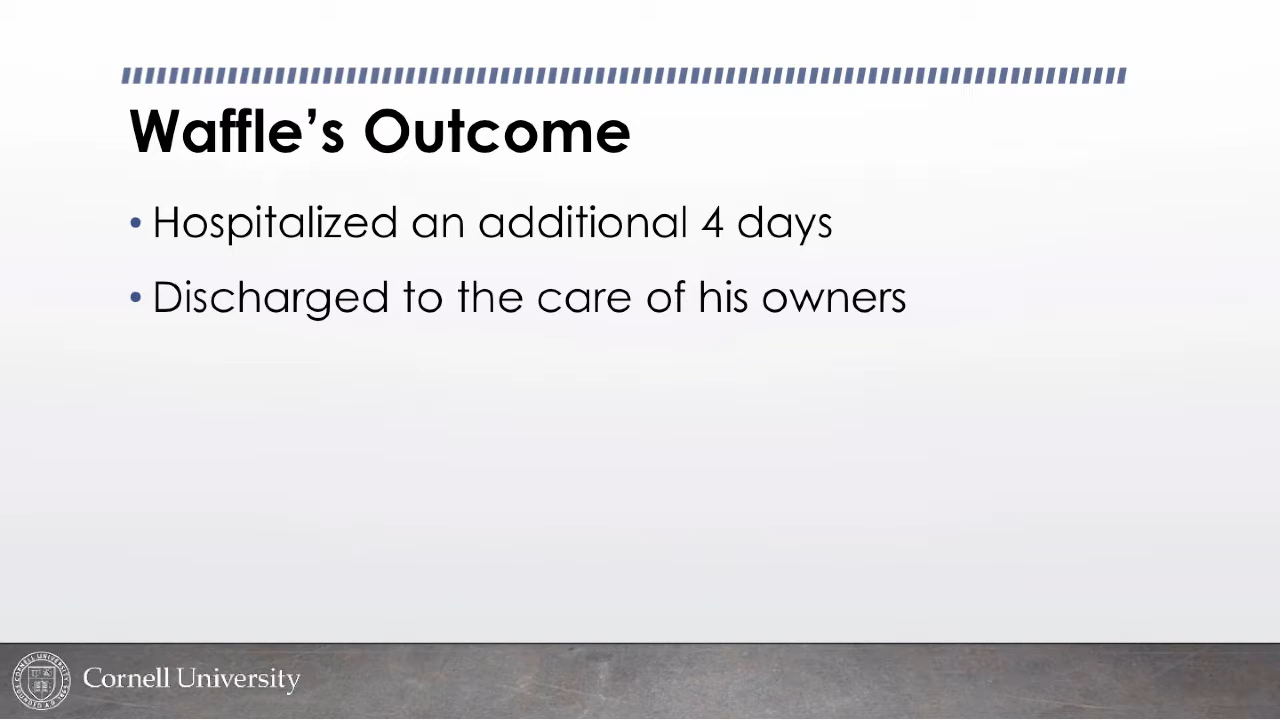 Waffle’s Outcome
• Hospitalized an additional 4 days
• Discharged to the care of his owners
Cornell University